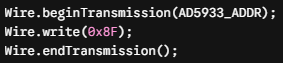 Wire.beginTransmission(AD5933_ADDR);
Wire.write(0x8F);
Wire.endTransmission();